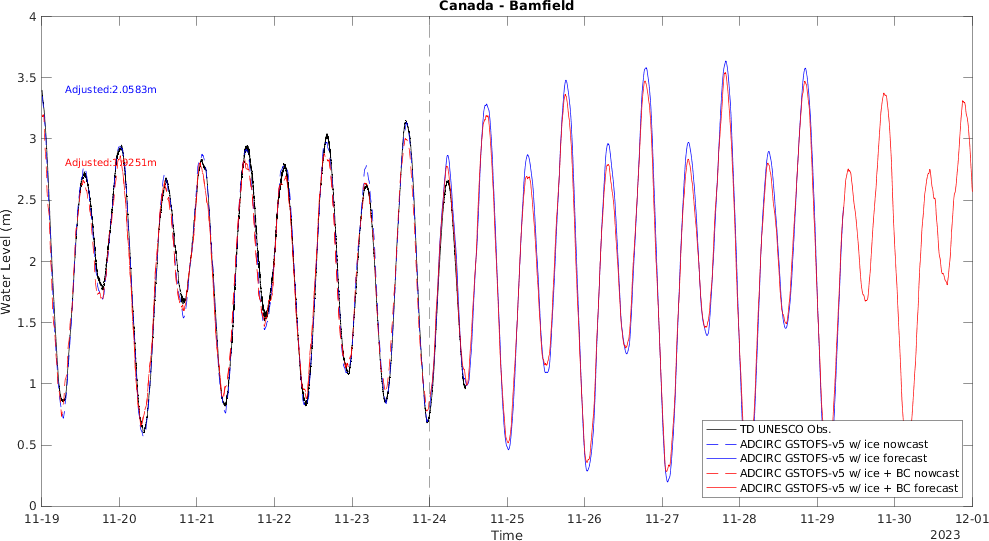 Canada - Bamfield
4
3.5
3
2.5
2
1.5
1
0.5
0
Water Level (m)
Adjusted:2.0583m
Adjusted:1.9251m
TD UNESCO Obs.
ADCIRC GSTOFS-v5 w/ ice nowcast
ADCIRC GSTOFS-v5 w/ ice forecast
ADCIRC GSTOFS-v5 w/ ice + BC nowcast
ADCIRC GSTOFS-v5 w/ ice + BC forecast
11-19 11-20 11-21 11-22 11-23 11-24 11-25 11-26 11-27 11-28 11-29 11-30 12-01
Time
2023